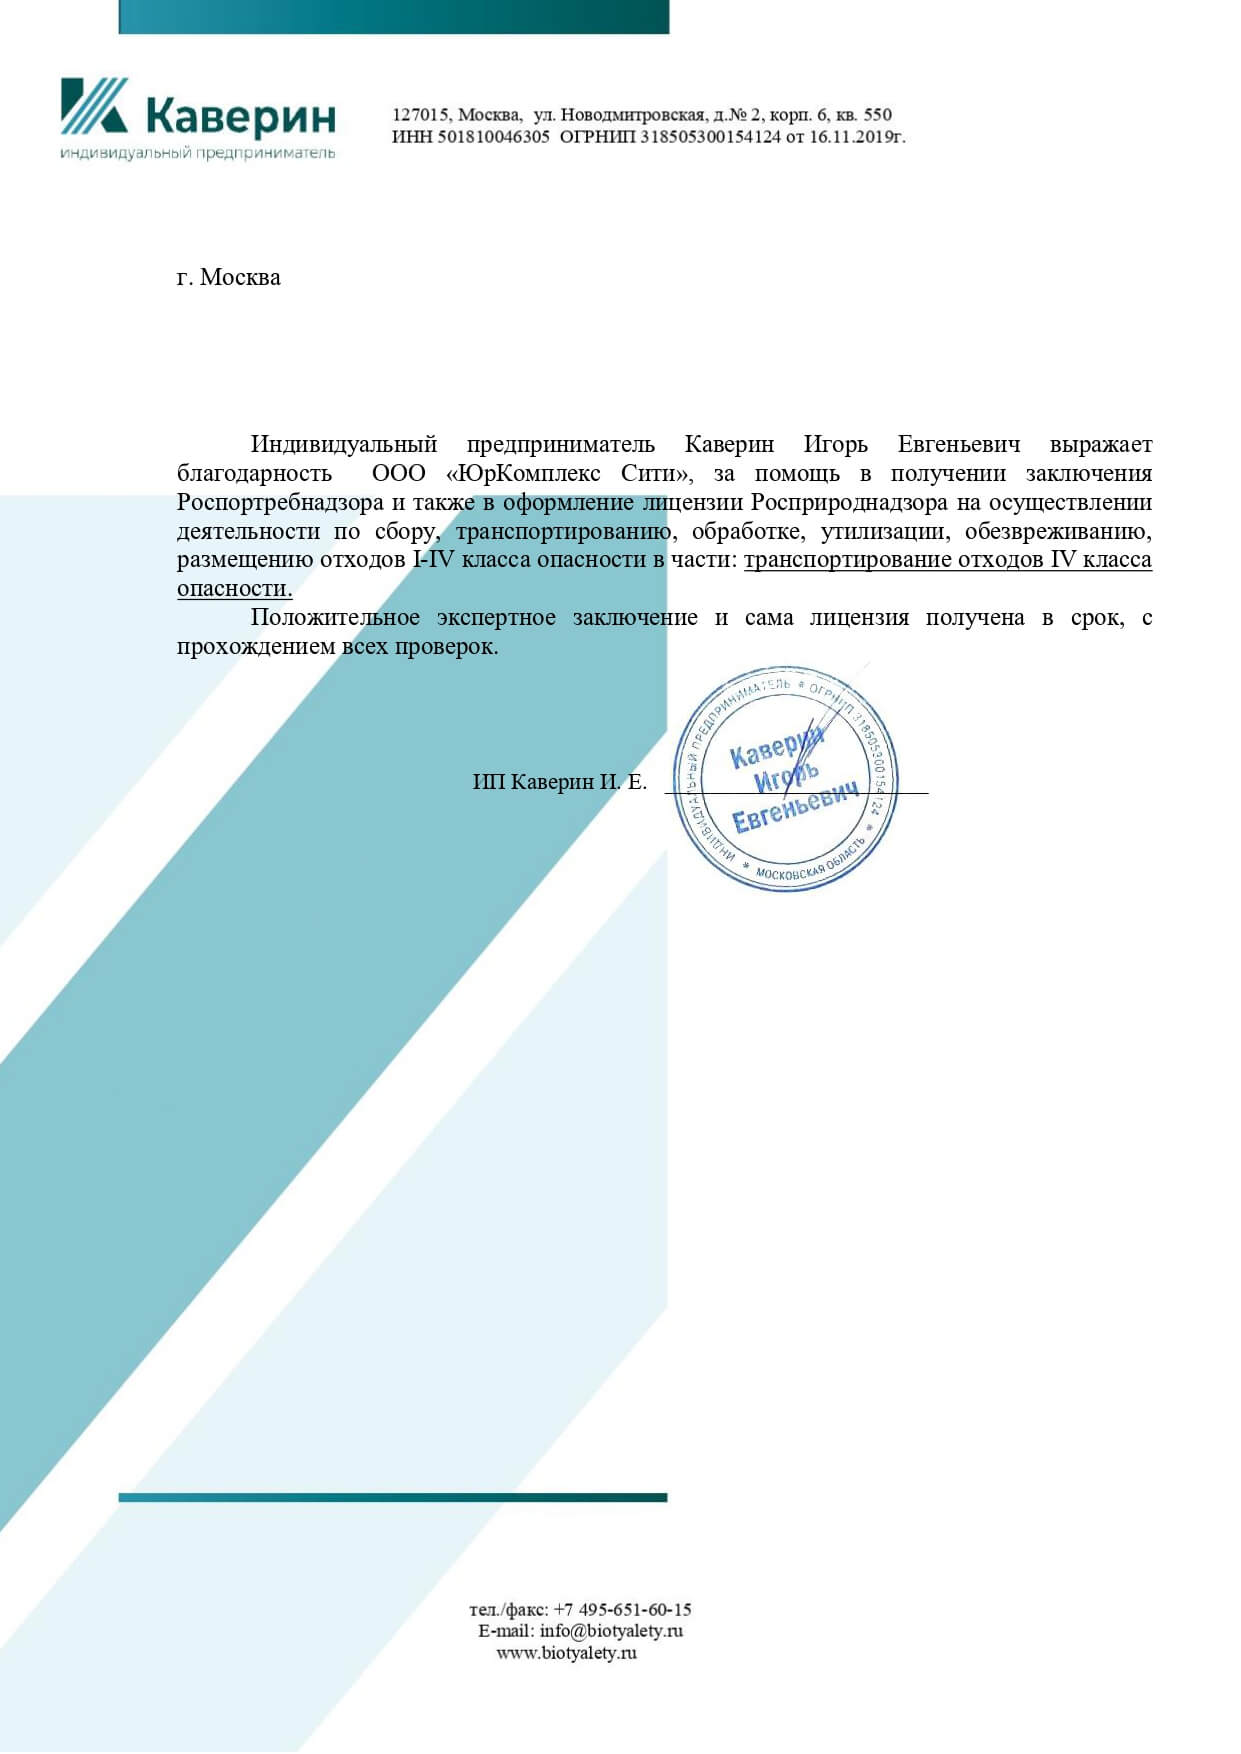 Каверин
индивидуальный предприниматель
127015, Москва, ул. Новодмитровская, д.№ 2, корп. 6, кв. 550
ИНН 501810046305 ОГРНИП 318505300154124 от 16.11.2019г.
г. Москва
Индивидуальный предприниматель Каверин Игорь Евгеньевич выражает
благодарность ООО «ЮрКомплекс Сити», за помощь в получении заключения
Роспортребнадзора и также в оформление лицензии Росприроднадзора на осуществлении
деятельности по сбору, транспортированию, обработке, утилизации, обезвреживанию,
размещению отходов I-IV класса опасности в части: транспортирование отходов IV класса
опасности.
Положительное экспертное заключение и сама лицензия получена в срок, с
прохождением всех проверок.
ИП Каверин И. Е.
ИНДИВИДУАЛЬНЫЙ ПРЕДПРИНИМАТЕЛЬ * ОГРНИП 318505300154124 *
МОСКОВСКАЯ ОБЛАСТЬ *
Каверин
Игорь
Евгеньевич
тел./факс: +7 495-651-60-15
E-mail: info@biotyalety.ru
www.biotyalety.ru